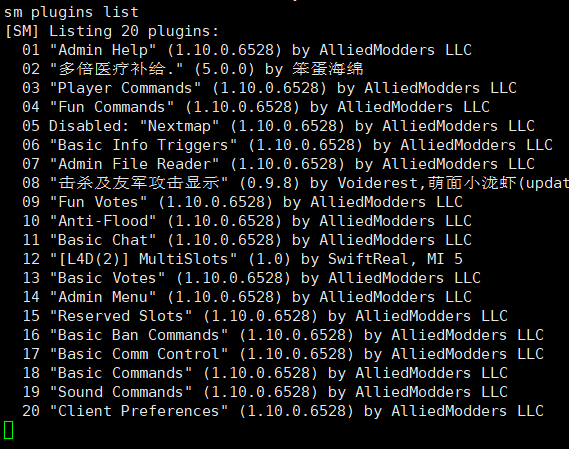 sm plugins list
[SM] Listing 20 plugins:
01 "Admin Help" (1.10.0.6528) by AlliedModders LLC
02 "多倍医疗补给." (5.0.0) by 笨蛋海绵
03 "Player Commands" (1.10.0.6528) by AlliedModders LLC
04 "Fun Commands" (1.10.0.6528) by AlliedModders LLC
05 Disabled: "Nextmap" (1.10.0.6528) by AlliedModders LLC
06 "Basic Info Triggers" (1.10.0.6528) by AlliedModders LLC
07 "Admin File Reader" (1.10.0.6528) by AlliedModders LLC
08 "击杀及友军攻击显示" (0.9.8) by Voiderest,萌面小泷虾(updat
09 "Fun Votes" (1.10.0.6528) by AlliedModders LLC
10 "Anti-Flood" (1.10.0.6528) by AlliedModders LLC
11 "Basic Chat" (1.10.0.6528) by AlliedModders LLC
12 "[L4D(2)] MultiSlots" (1.0) by SwiftReal, MI 5
13 "Basic Votes" (1.10.0.6528) by AlliedModders LLC
14 "Admin Menu" (1.10.0.6528) by AlliedModders LLC
15 "Reserved Slots" (1.10.0.6528) by AlliedModders LLC
16 "Basic Ban Commands" (1.10.0.6528) by AlliedModders LLC
17 "Basic Comm Control" (1.10.0.6528) by AlliedModders LLC
18 "Basic Commands" (1.10.0.6528) by AlliedModders LLC
19 "Sound Commands" (1.10.0.6528) by AlliedModders LLC
20 "Client Preferences" (1.10.0.6528) by AlliedModders LLC